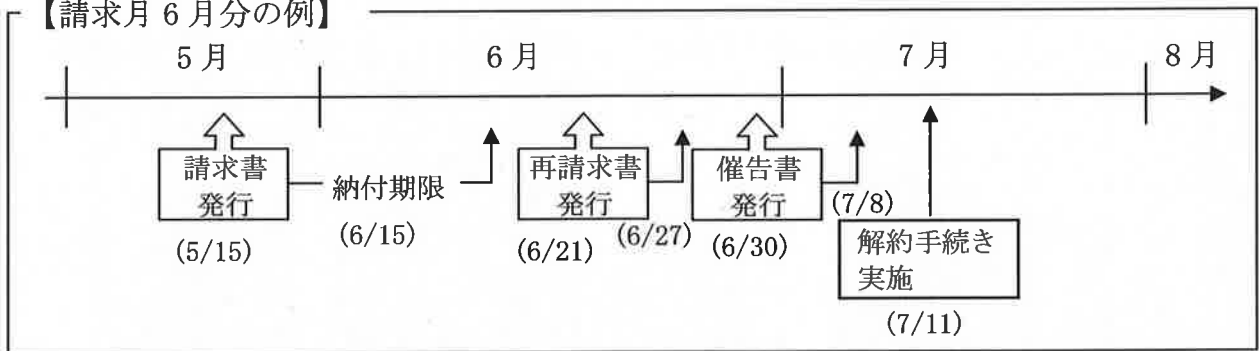 【請求月6月分の例】
5月
6月
7月
8月
請求書
発行
(5/15)
納付期限
(6/15)
再請求書
発行
(6/21)
(6/27)
催告書
発行
(6/30)
(7/8)
解約手続き
実施
(7/11)